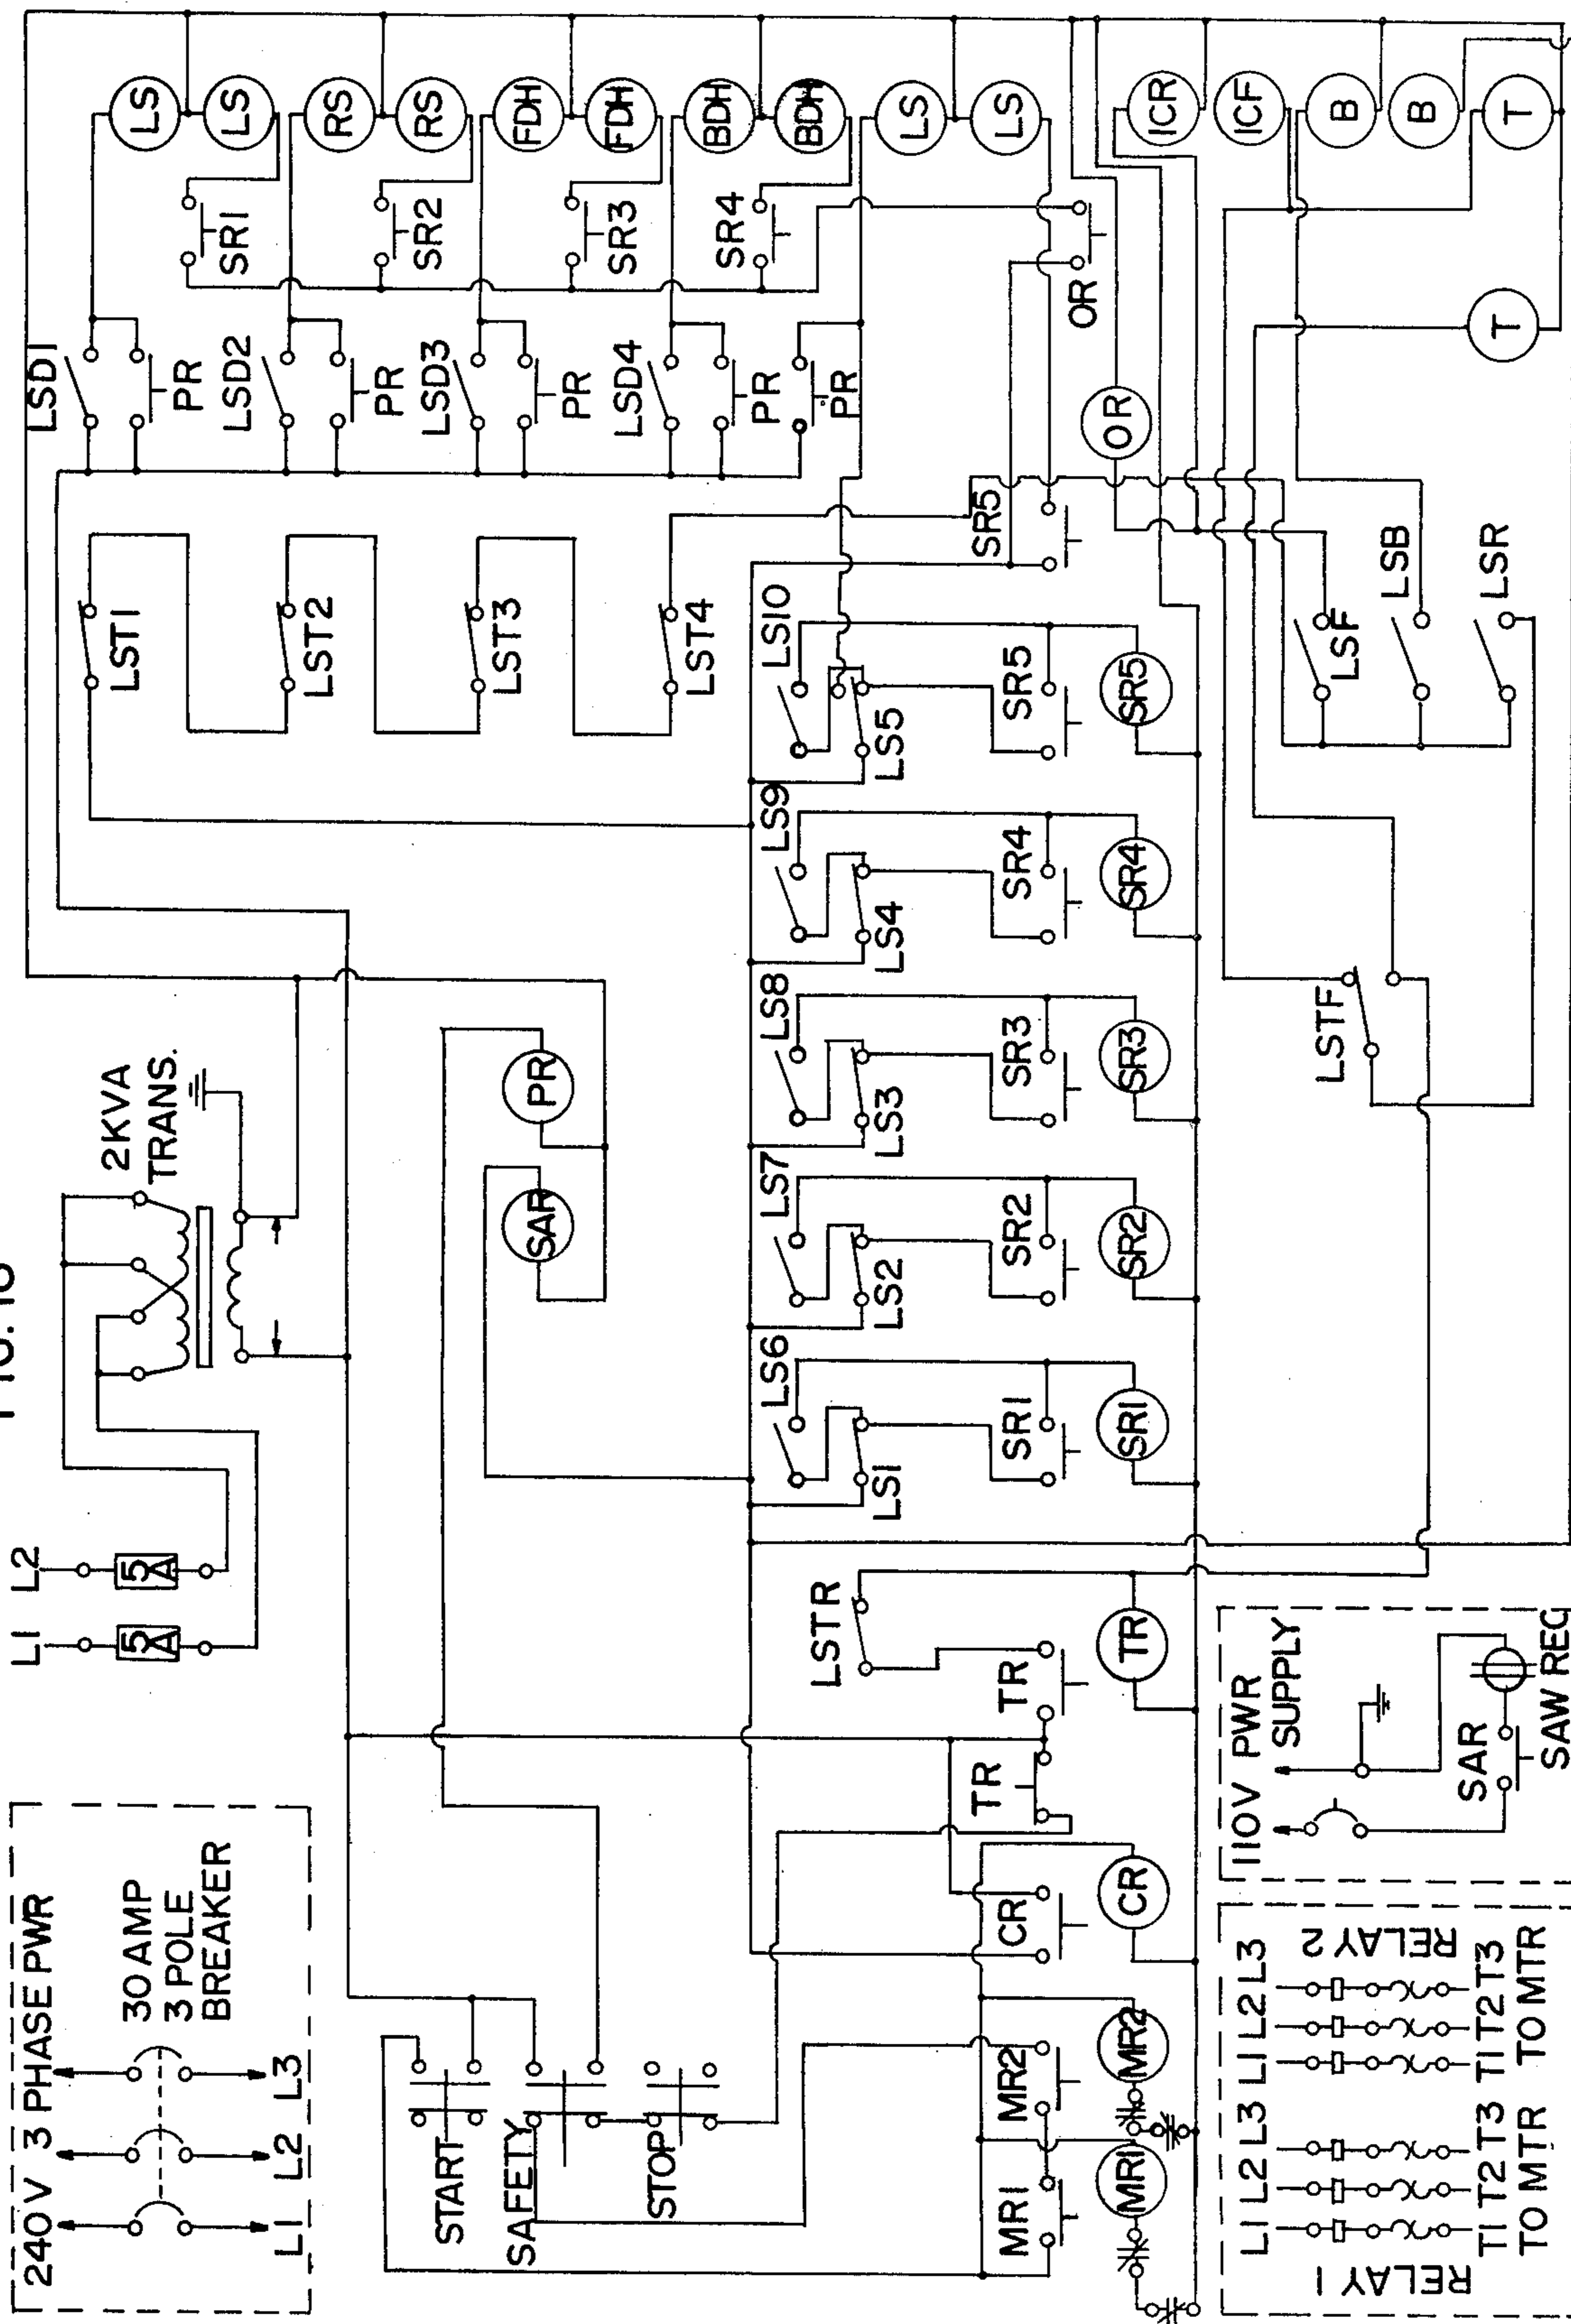 FIG. 10
240V 3 PHASE PWR
30 AMP
3 POLE
BREAKER
L1 L2 L3
L1 L2
5A 5A
2KVA
TRANS.
LSD1
PR
LSD2
PR
LSD3
PR
LSD4
PR
PR
SR1
SR2
SR3
SR4
LS
LS
RS
RS
FDH
FDH
BDH
BDH
LS
LS
ICR
ICF
B
B
T
T
OR
OR
LST1
LST2
LST3
LST4
SAR
PR
START
SAFETY
STOP
LS6
LS7
LS8
LS9
LS10
LS1
LS2
LS3
LS4
LS5
SR1
SR2
SR3
SR4
SR5
SR5
SR1
SR2
SR3
SR4
SR5
LSTR
TR
TR
TR
CR
CR
MR1
MR2
MR1
MR2
LSTF
LSF
LSB
LSR
RELAY 1
L1 L2 L3
T1 T2 T3
TO MTR
L1 L2 L3
RELAY 2
T1 T2 T3
TO MTR
110V PWR
SUPPLY
SAR
SAW REC